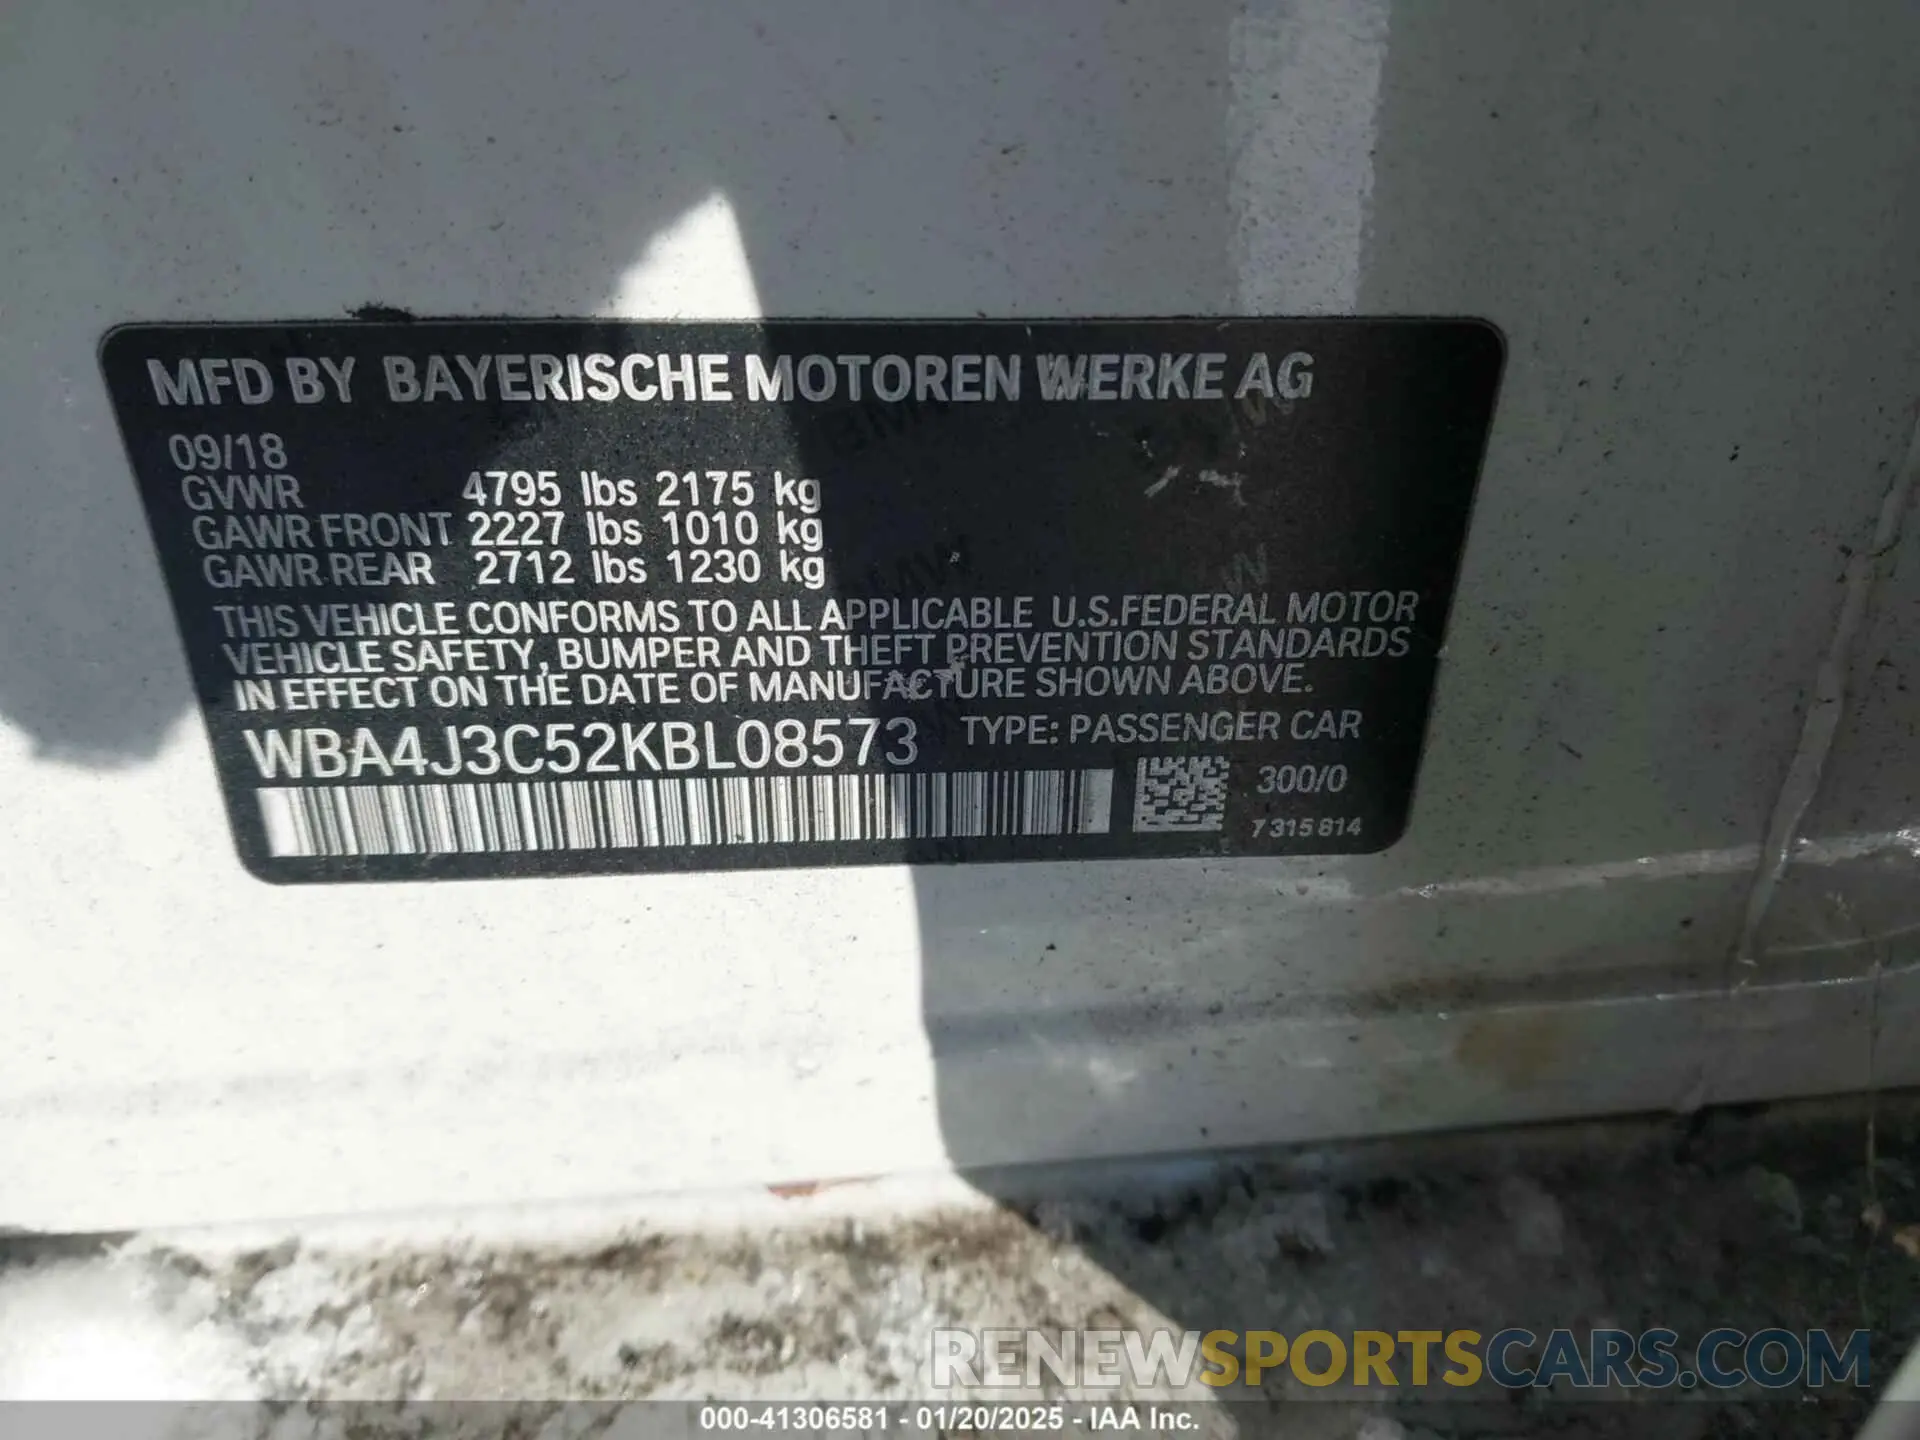 MFD BY BAYERISCHE MOTOREN WERKE AG
09/18
GVWR 4795 lbs 2175 kg
GAWR FRONT 2227 lbs 1010 kg
GAWR REAR 2712 lbs 1230 kg
THIS VEHICLE CONFORMS TO ALL APPLICABLE U.S.FEDERAL MOTOR
VEHICLE SAFETY, BUMPER AND THEFT PREVENTION STANDARDS
IN EFFECT ON THE DATE OF MANUFACTURE SHOWN ABOVE.
WBA4J3C52KBL08573 TYPE: PASSENGER CAR
300/0
7315814
RENEWSPORTSCARS.COM
000-41306581 - 01/20/2025 - IAA Inc.